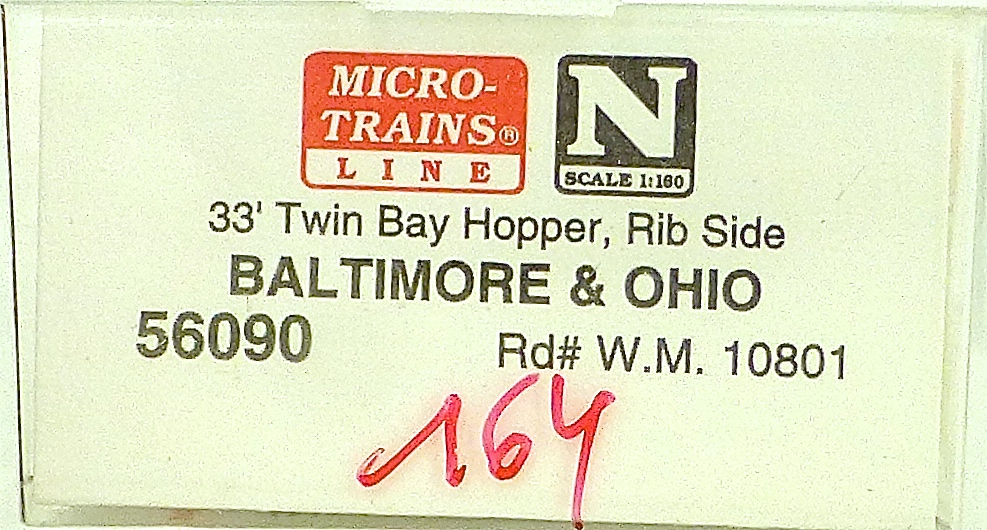 MICRO-
TRAINS®
LINE
N
SCALE 1:160
33' Twin Bay Hopper, Rib Side
BALTIMORE & OHIO
56090 Rd# W.M. 10801
164